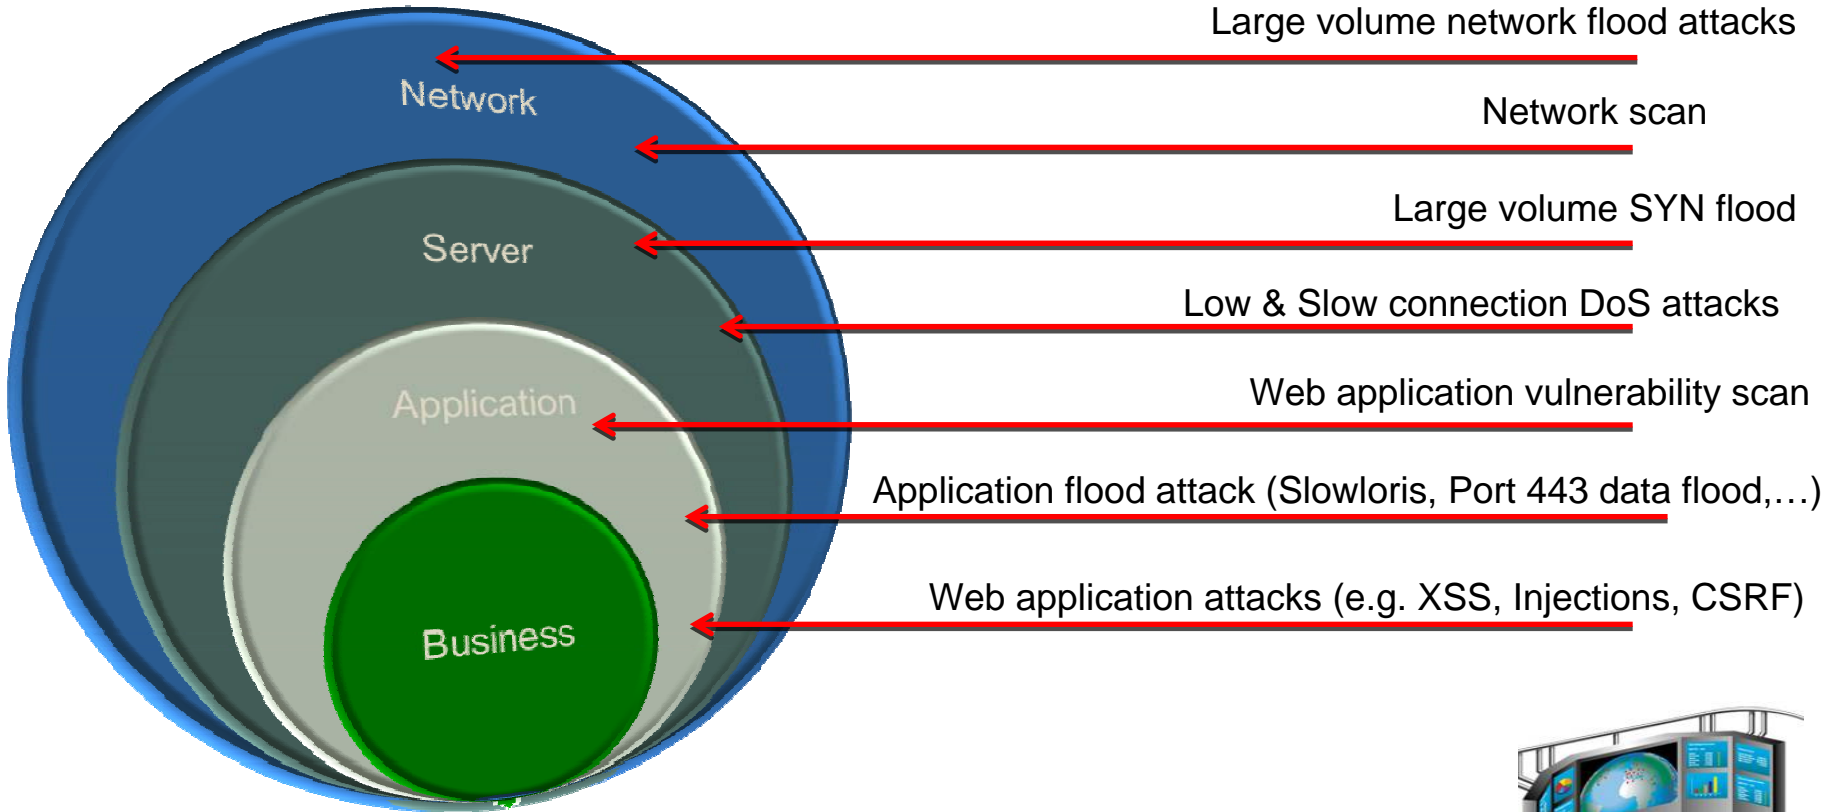 Large volume network flood attacks
Network
Network scan
Large volume SYN flood
Server
Low & Slow connection DoS attacks
Web application vulnerability scan
Application
Application flood attack (Slowloris, Port 443 data flood,…)
Web application attacks (e.g. XSS, Injections, CSRF)
Business